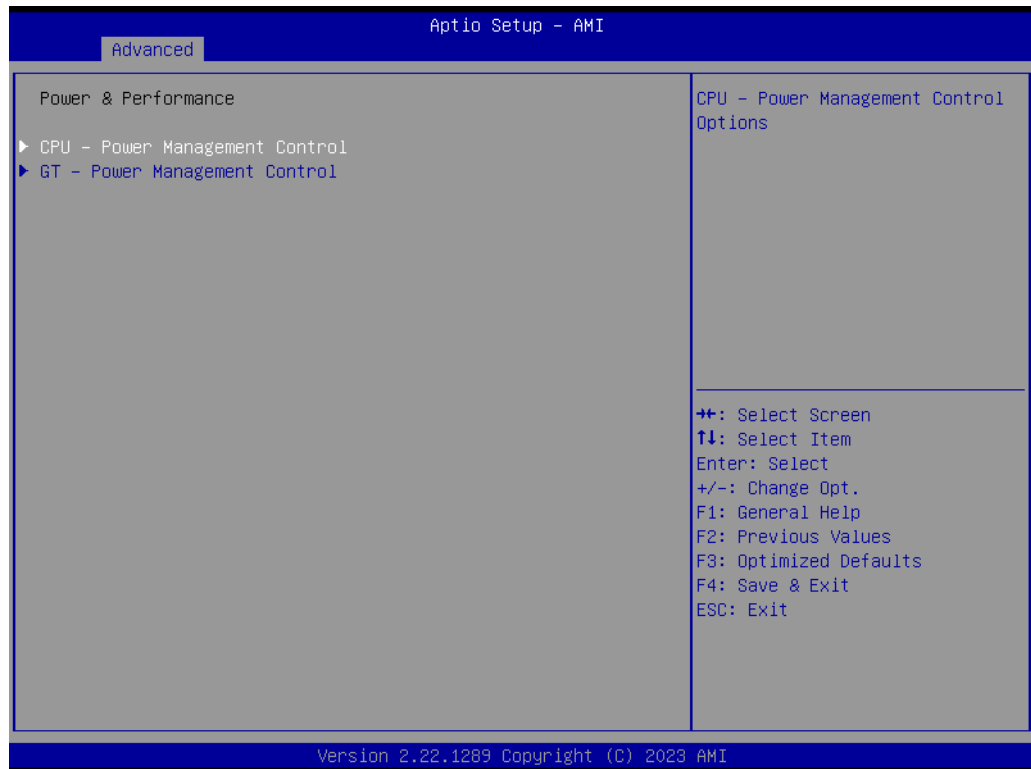 Aptio Setup – AMI
Advanced
Power & Performance
▶ CPU – Power Management Control
▶ GT – Power Management Control
CPU – Power Management Control
Options
→←: Select Screen
↑↓: Select Item
Enter: Select
+/-: Change Opt.
F1: General Help
F2: Previous Values
F3: Optimized Defaults
F4: Save & Exit
ESC: Exit
Version 2.22.1289 Copyright (C) 2023 AMI